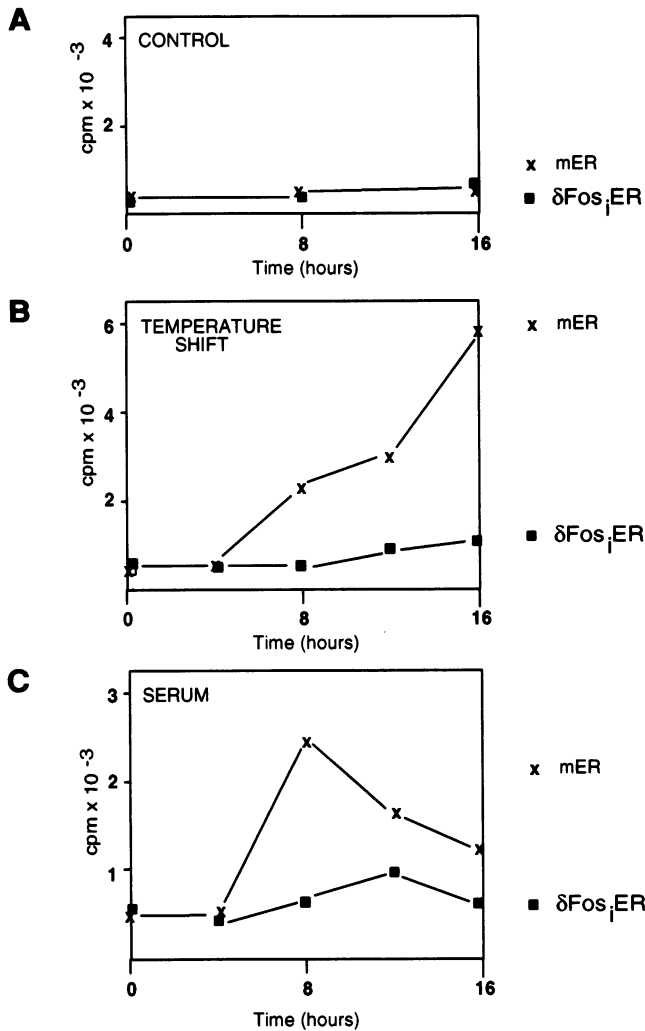 A
CONTROL
4
2
cpm x 10 -3
0 8 16
Time (hours)
x mER
■ δFosiER
B
TEMPERATURE
SHIFT
6
4
2
cpm x 10 -3
0 8 16
Time (hours)
x mER
■ δFosiER
C
SERUM
3
2
1
cpm x 10 -3
0 8 16
Time (hours)
x mER
■ δFosiER